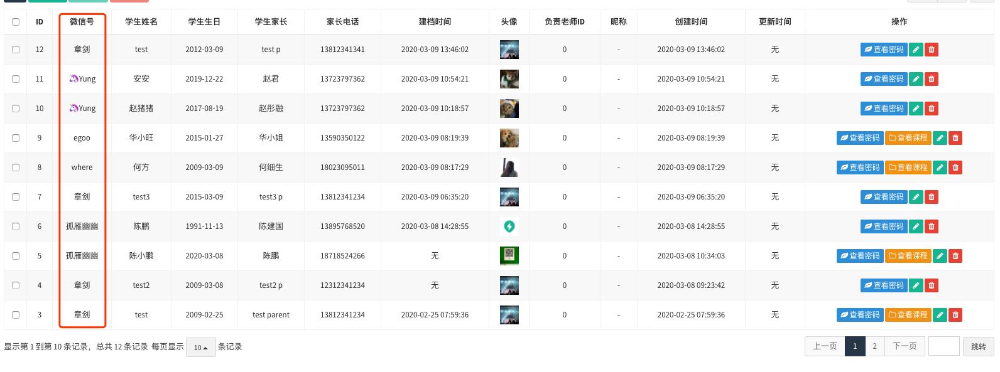 ID 微信号 学生姓名 学生生日 学生家长 家长电话 建档时间 头像 负责老师ID 昵称 创建时间 更新时间 操作
12 章剑 test 2012-03-09 test p 13812341341 2020-03-09 13:46:02 0 - 2020-03-09 13:46:02 无 查看密码
11 🦄Yung 安安 2019-12-22 赵君 13723797362 2020-03-09 10:54:21 0 - 2020-03-09 10:54:21 无 查看密码
10 🦄Yung 赵猪猪 2017-08-19 赵彤融 13723797362 2020-03-09 10:18:57 0 - 2020-03-09 10:18:57 无 查看密码
9 egoo 华小旺 2015-01-27 华小姐 13590350122 2020-03-09 08:19:39 0 - 2020-03-09 08:19:39 无 查看密码 查看课程
8 where 何方 2009-03-09 何细生 18023095011 2020-03-09 08:17:29 0 - 2020-03-09 08:17:29 无 查看密码 查看课程
7 章剑 test3 2015-03-09 test3 p 13812341234 2020-03-09 06:35:20 0 - 2020-03-09 06:35:20 无 查看密码
6 孤雁 陈鹏 1991-11-13 陈建国 13895768520 2020-03-08 14:28:55 0 - 2020-03-08 14:28:55 无 查看密码
5 孤雁 陈小鹏 2020-03-08 陈鹏 18718524266 无 0 - 2020-03-08 10:34:03 无 查看密码 查看课程
4 章剑 test2 2009-03-08 test2 p 12312341234 无 0 - 2020-03-08 09:23:42 无 查看密码
3 章剑 test 2009-02-25 test parent 13812341234 2020-02-25 07:59:36 0 - 2020-02-25 07:59:36 无 查看密码 查看课程
显示第 1 到第 10 条记录，总共 12 条记录 每页显示 10 条记录 上一页 1 2 下一页 跳转